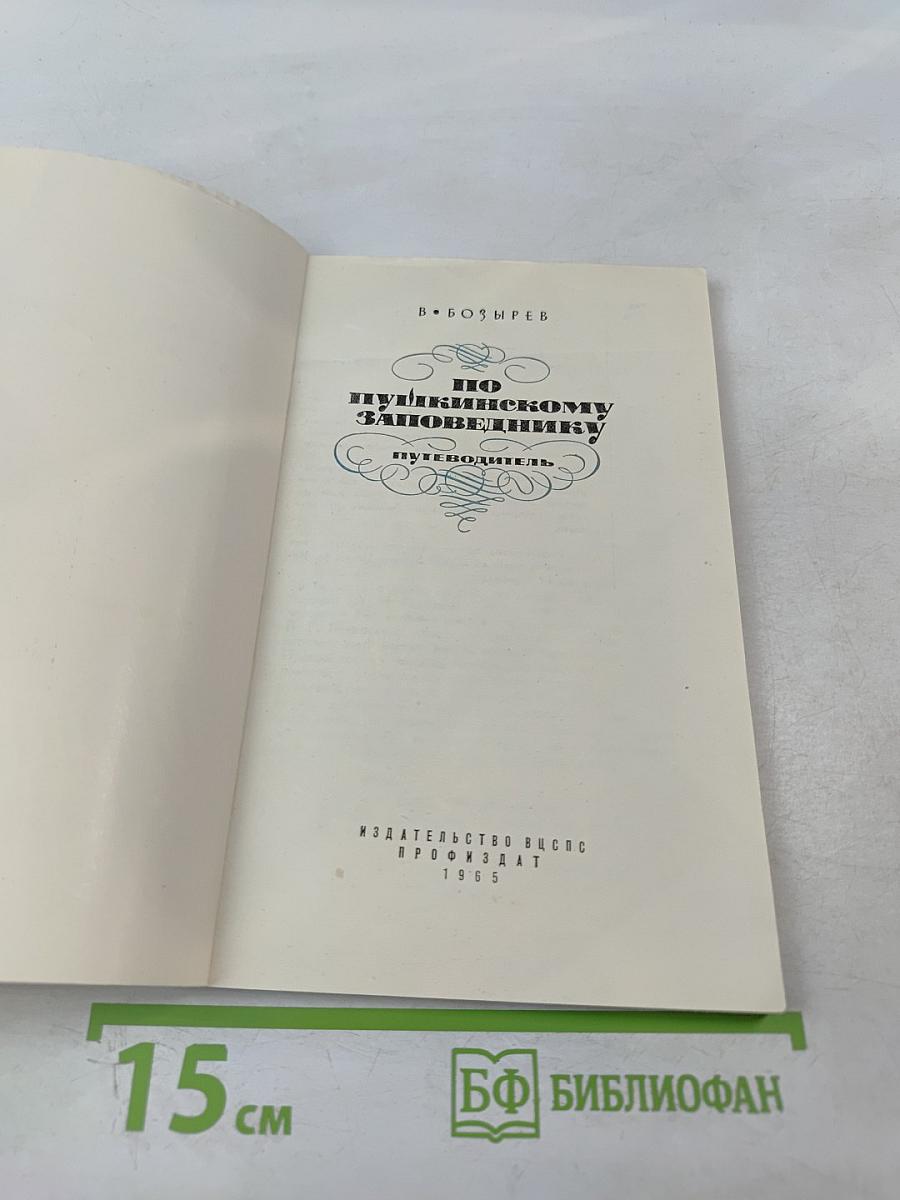 В • БОЗЫРЕВ
ПО
ПУШКИНСКОМУ
ЗАПОВЕДНИКУ
ПУТЕВОДИТЕЛЬ
ИЗДАТЕЛЬСТВО ВЦСПС
ПРОФИЗДАТ
1965
15 см
БФ БИБЛИОФАН